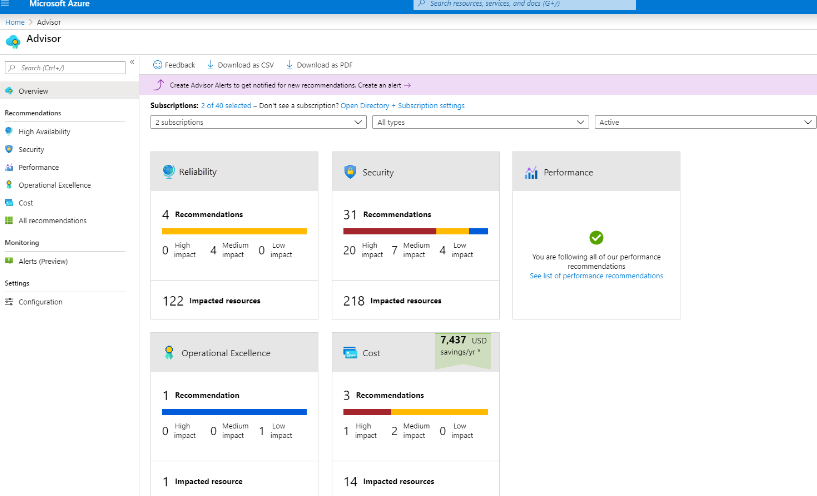 Microsoft Azure
Search resources, services, and docs (G+/)
Home > Advisor
Advisor
Search (Ctrl+/)
«
Overview
Recommendations
High Availability
Security
Performance
Operational Excellence
Cost
All recommendations
Monitoring
Alerts (Preview)
Settings
Configuration
Feedback
Download as CSV
Download as PDF
Create Advisor Alerts to get notified for new recommendations. Create an alert →
Subscriptions: 2 of 40 selected – Don't see a subscription? Open Directory + Subscription settings
2 subscriptions
All types
Active
Reliability
4 Recommendations
0 High impact
4 Medium impact
0 Low impact
122 Impacted resources
Security
31 Recommendations
20 High impact
7 Medium impact
4 Low impact
218 Impacted resources
Performance
You are following all of our performance
recommendations
See list of performance recommendations
Operational Excellence
1 Recommendation
0 High impact
0 Medium impact
1 Low impact
1 Impacted resource
Cost
7,437 USD
savings/yr *
3 Recommendations
1 High impact
2 Medium impact
0 Low impact
14 Impacted resources